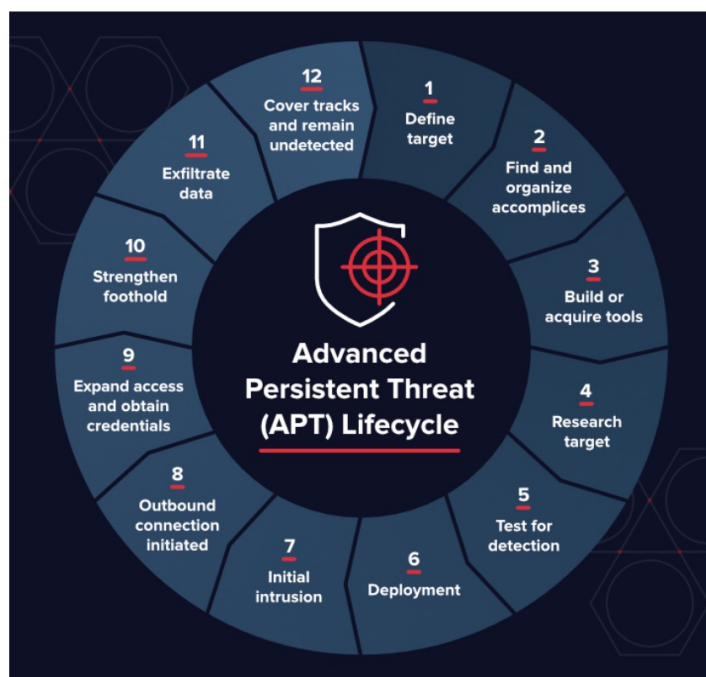 Advanced
Persistent Threat
(APT) Lifecycle
1
Define
target
2
Find and
organize
accomplices
3
Build or
acquire tools
4
Research
target
5
Test for
detection
6
Deployment
7
Initial
intrusion
8
Outbound
connection
initiated
9
Expand access
and obtain
credentials
10
Strengthen
foothold
11
Exfiltrate
data
12
Cover tracks
and remain
undetected